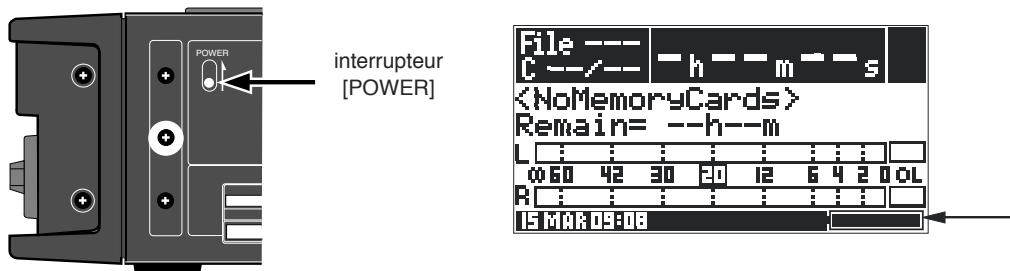 POWER
interrupteur
[POWER]
File ---
C --/--
--h--m--s
<NoMemoryCards>
Remain= --h--m
L
∞ 60 42 30 20 12 6 4 2 0 OL
R
15 MAR 09:08